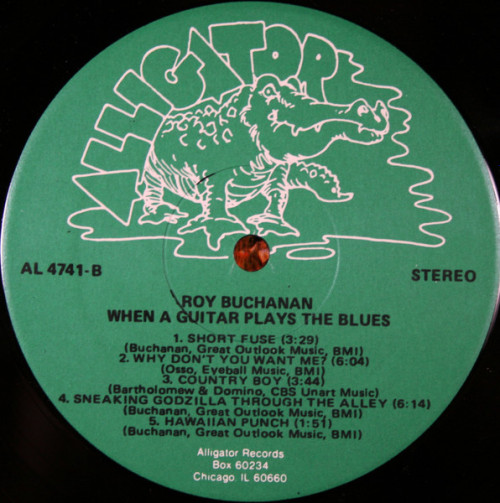 ALLIGATOR
AL 4741-B
STEREO
ROY BUCHANAN
WHEN A GUITAR PLAYS THE BLUES
1. SHORT FUSE (3:29)
(Buchanan, Great Outlook Music, BMI)
2. WHY DON'T YOU WANT ME? (6:04)
(Osso, Eyeball Music, BMI)
3. COUNTRY BOY (3:44)
(Bartholomew & Domino, CBS Unart Music)
4. SNEAKING GODZILLA THROUGH THE ALLEY (6:14)
(Buchanan, Great Outlook Music, BMI)
5. HAWAIIAN PUNCH (1:51)
(Buchanan, Great Outlook Music, BMI)
Alligator Records
Box 60234
Chicago, IL 60660